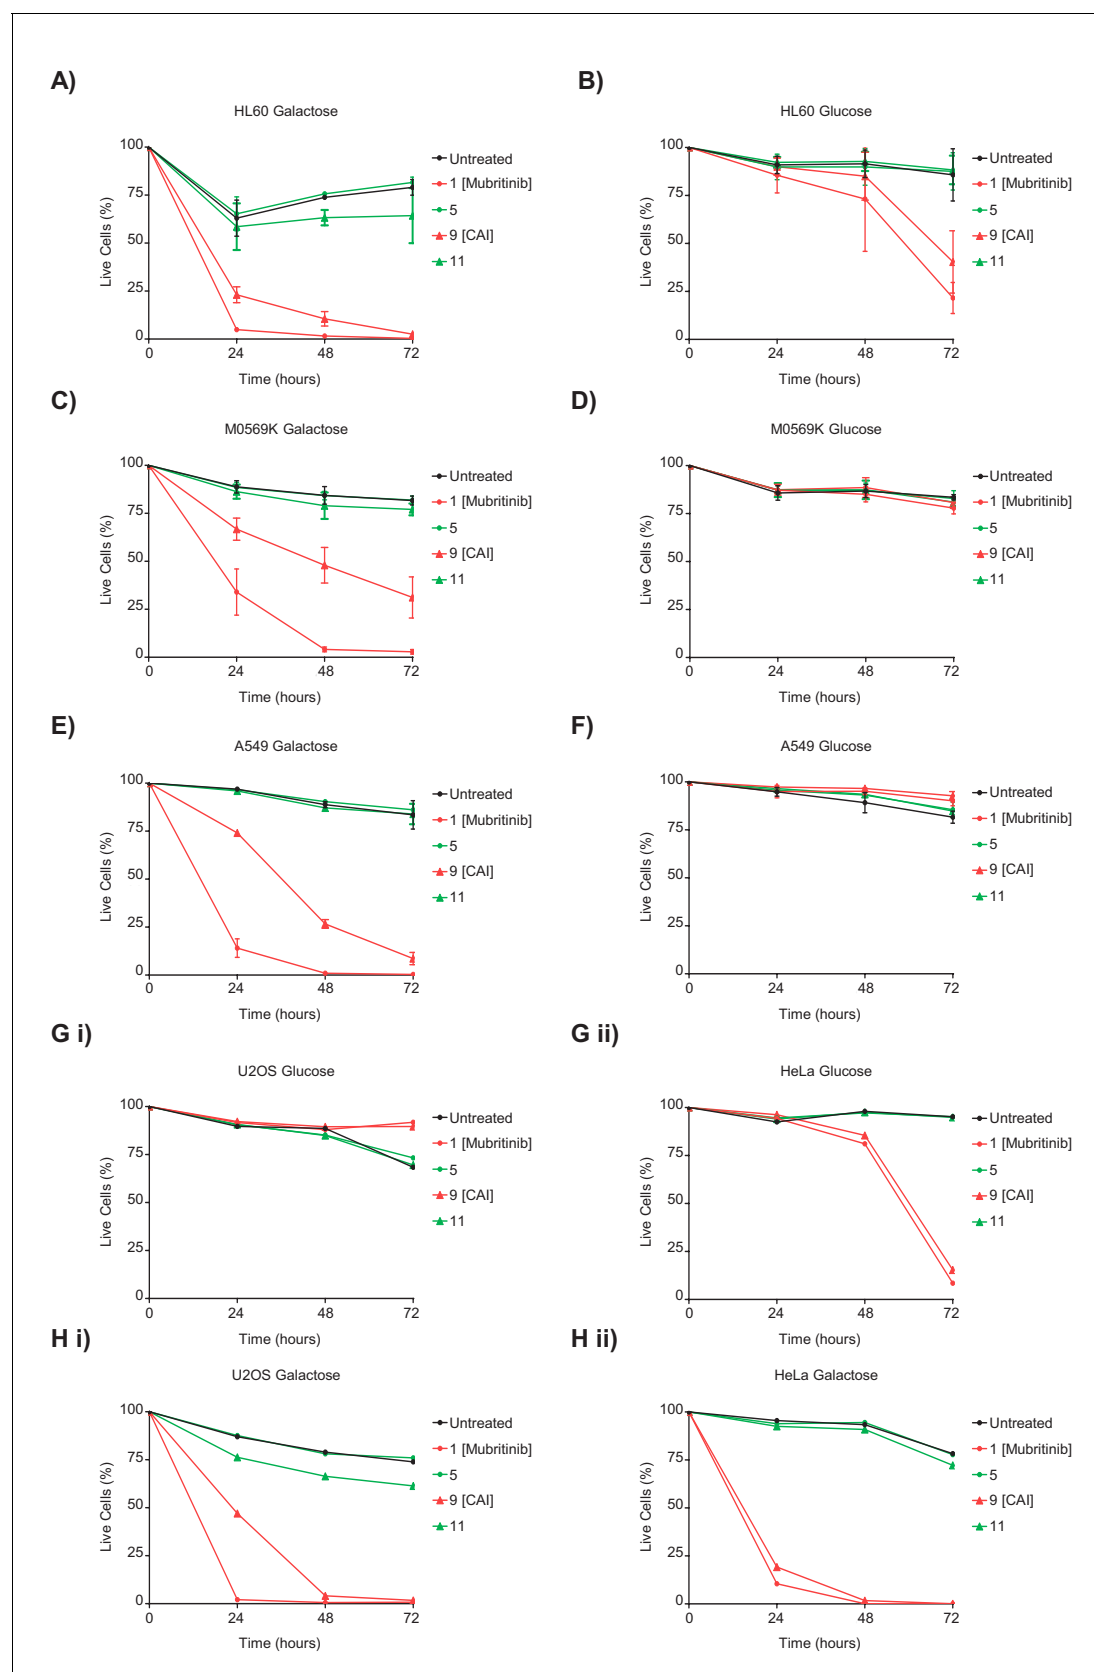 A)
HL60 Galactose
Live Cells (%)
100
75
50
25
0
0 24 48 72
Time (hours)
Untreated
1 [Mubritinib]
5
9 [CAI]
11
B)
HL60 Glucose
Live Cells (%)
100
75
50
25
0
0 24 48 72
Time (hours)
Untreated
1 [Mubritinib]
5
9 [CAI]
11
C)
M0569K Galactose
Live Cells (%)
100
75
50
25
0
0 24 48 72
Time (hours)
Untreated
1 [Mubritinib]
5
9 [CAI]
11
D)
M0569K Glucose
Live Cells (%)
100
75
50
25
0
0 24 48 72
Time (hours)
Untreated
1 [Mubritinib]
5
9 [CAI]
11
E)
A549 Galactose
Live Cells (%)
100
75
50
25
0
0 24 48 72
Time (hours)
Untreated
1 [Mubritinib]
5
9 [CAI]
11
F)
A549 Glucose
Live Cells (%)
100
75
50
25
0
0 24 48 72
Time (hours)
Untreated
1 [Mubritinib]
5
9 [CAI]
11
G i)
U2OS Glucose
Live Cells (%)
100
75
50
25
0
0 24 48 72
Time (hours)
Untreated
1 [Mubritinib]
5
9 [CAI]
11
G ii)
HeLa Glucose
Live Cells (%)
100
75
50
25
0
0 24 48 72
Time (hours)
Untreated
1 [Mubritinib]
5
9 [CAI]
11
H i)
U2OS Galactose
Live Cells (%)
100
75
50
25
0
0 24 48 72
Time (hours)
Untreated
1 [Mubritinib]
5
9 [CAI]
11
H ii)
HeLa Galactose
Live Cells (%)
100
75
50
25
0
0 24 48 72
Time (hours)
Untreated
1 [Mubritinib]
5
9 [CAI]
11